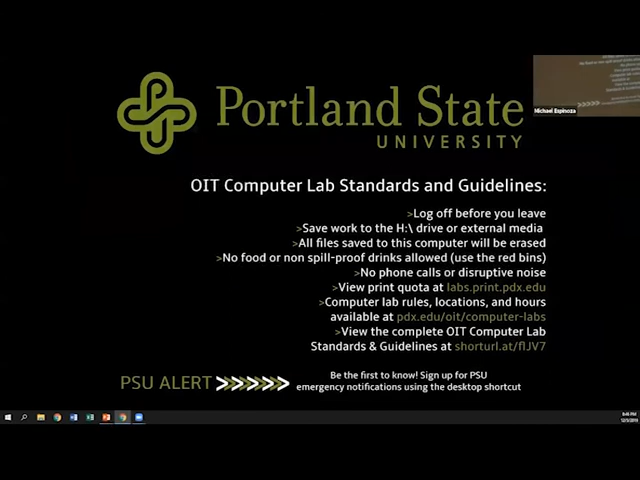 Portland State
UNIVERSITY
Michael Espinoza
OIT Computer Lab Standards and Guidelines:
>Log off before you leave
>Save work to the H:\ drive or external media
>All files saved to this computer will be erased
>No food or non spill-proof drinks allowed (use the red bins)
>No phone calls or disruptive noise
>View print quota at labs.print.pdx.edu
>Computer lab rules, locations, and hours
available at pdx.edu/oit/computer-labs
>View the complete OIT Computer Lab
Standards & Guidelines at shorturl.at/flJV7
PSU ALERT >>>>>
Be the first to know! Sign up for PSU
emergency notifications using the desktop shortcut